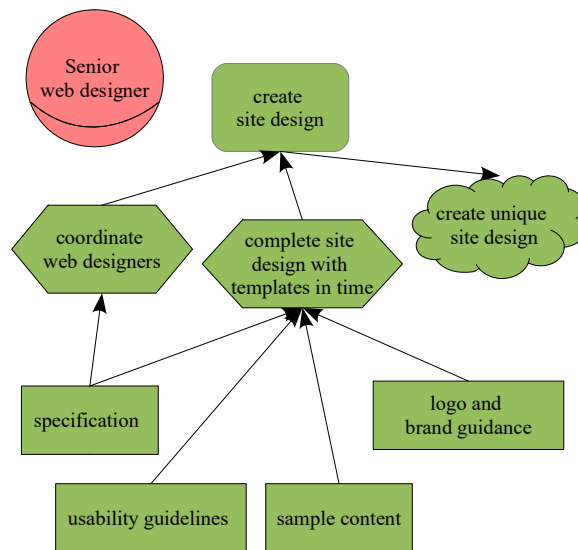 Senior
web designer
create
site design
create unique
site design
coordinate
web designers
complete site
design with
templates in time
specification
logo and
brand guidance
usability guidelines
sample content